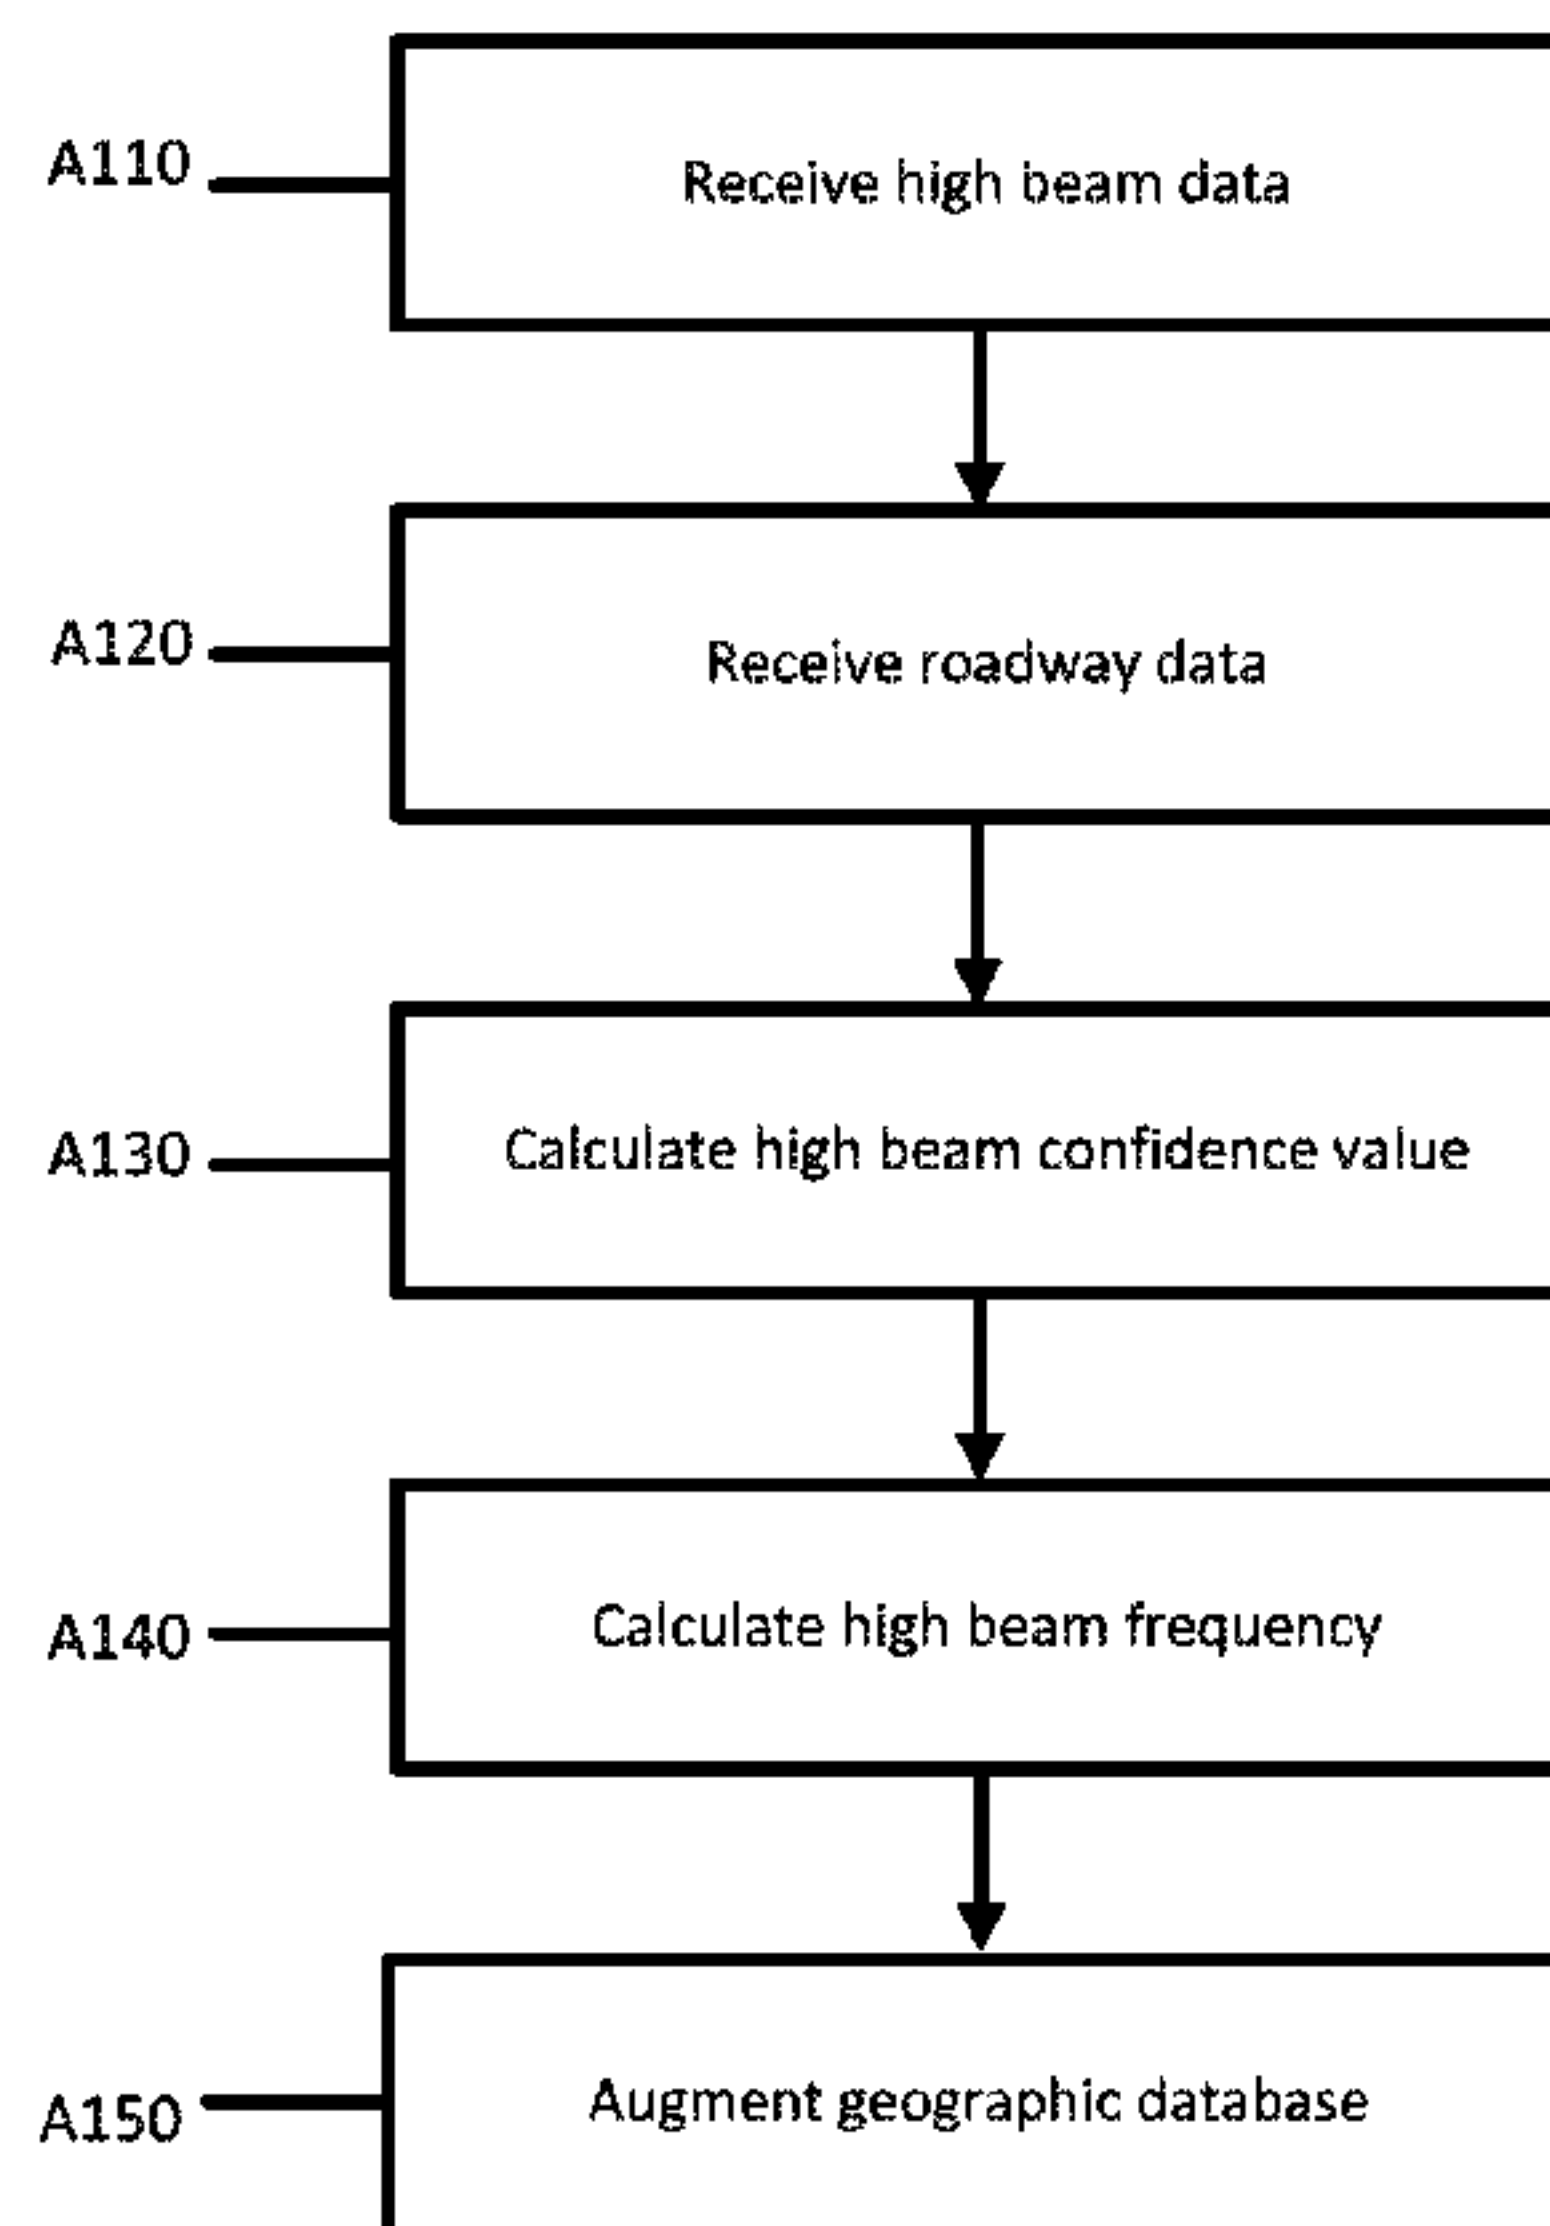 A110
Receive high beam data
A120
Receive roadway data
A130
Calculate high beam confidence value
A140
Calculate high beam frequency
A150
Augment geographic database